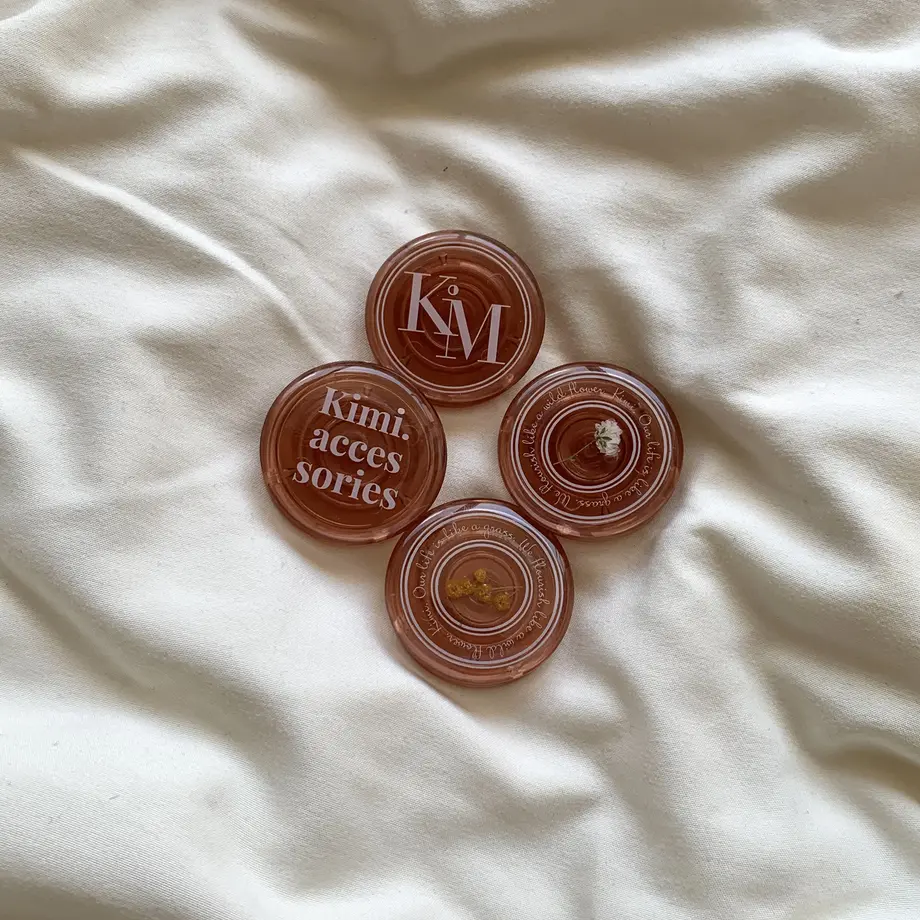 KiM
Kimi.
acces
sories
Our life is like a grass. We flourish like a wild flower. Kimi.
Our life is like a grass. We flourish like a wild flower. Kimi.